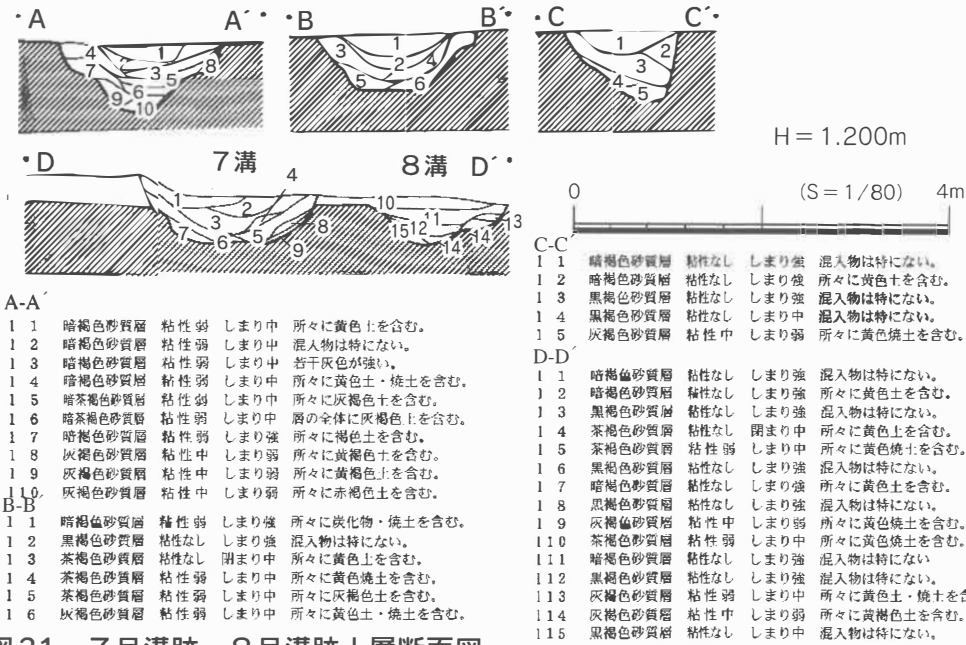 A A´ B B´ C C´
4 1 7 2 3 8 5 6 9 10
3 1 2 4 5 6
1 2 3 4 5
H=1.200m
D 7溝 8溝 D´
4
1 2 3 7 6 5 8 9 10 11 15 12 14 14 13
0 (S=1/80) 4m
A-A´
1 1 暗褐色砂質層 粘性弱 しまり中 所々に黄色土を含む。
1 2 暗褐色砂質層 粘性弱 しまり中 混入物は特にない。
1 3 暗褐色砂質層 粘性弱 しまり中 若干灰色が強い。
1 4 暗褐色砂質層 粘性弱 しまり中 所々に黄色土・焼土を含む。
1 5 暗茶褐色砂質層 粘性弱 しまり中 所々に灰褐色土を含む。
1 6 暗茶褐色砂質層 粘性弱 しまり中 層の全体に灰褐色土を含む。
1 7 暗褐色砂質層 粘性弱 しまり強 所々に褐色土を含む。
1 8 灰褐色砂質層 粘性中 しまり弱 所々に黄褐色土を含む。
1 9 灰褐色砂質層 粘性中 しまり弱 所々に黄褐色土を含む。
110 灰褐色砂質層 粘性中 しまり弱 所々に赤褐色土を含む。
B-B´
1 1 暗褐色砂質層 粘性弱 しまり強 所々に炭化物・焼土を含む。
1 2 黒褐色砂質層 粘性なし しまり強 混入物は特にない。
1 3 茶褐色砂質層 粘性なし 閉まり中 所々に黄色土を含む。
1 4 茶褐色砂質層 粘性弱 しまり中 所々に黄色焼土を含む。
1 5 茶褐色砂質層 粘性弱 しまり中 所々に灰褐色土を含む。
1 6 灰褐色砂質層 粘性弱 しまり中 所々に黄色土・焼土を含む。
C-C´
1 1 暗褐色砂質層 粘性なし しまり強 混入物は特にない。
1 2 暗褐色砂質層 粘性なし しまり強 所々に黄色土を含む。
1 3 黒褐色砂質層 粘性なし しまり強 混入物は特にない。
1 4 黒褐色砂質層 粘性なし しまり中 混入物は特にない。
1 5 灰褐色砂質層 粘性中 しまり弱 所々に黄色焼土を含む。
D-D´
1 1 暗褐色砂質層 粘性なし しまり強 混入物は特にない。
1 2 暗褐色砂質層 粘性なし しまり強 所々に黄色土を含む。
1 3 黒褐色砂質層 粘性なし しまり強 混入物は特にない。
1 4 茶褐色砂質層 粘性なし 閉まり中 所々に黄色土を含む。
1 5 茶褐色砂質層 粘性弱 しまり中 所々に黄色焼土を含む。
1 6 黒褐色砂質層 粘性なし しまり強 混入物は特にない。
1 7 暗褐色砂質層 粘性なし しまり強 所々に黄色土を含む。
1 8 黒褐色砂質層 粘性なし しまり強 混入物は特にない。
1 9 灰褐色砂質層 粘性中 しまり弱 所々に黄色焼土を含む。
110 茶褐色砂質層 粘性弱 しまり中 所々に黄色焼土を含む。
111 暗褐色砂質層 粘性なし しまり強 混入物は特にない
112 黒褐色砂質層 粘性なし しまり強 混入物は特にない。
113 灰褐色砂質層 粘性弱 しまり中 所々に黄色土・焼土を含
114 灰褐色砂質層 粘性中 しまり弱 所々に黄褐色土を含む。
115 黒褐色砂質層 粘性なし しまり中 混入物は特にない。
図21 7号溝跡・8号溝跡土層断面図